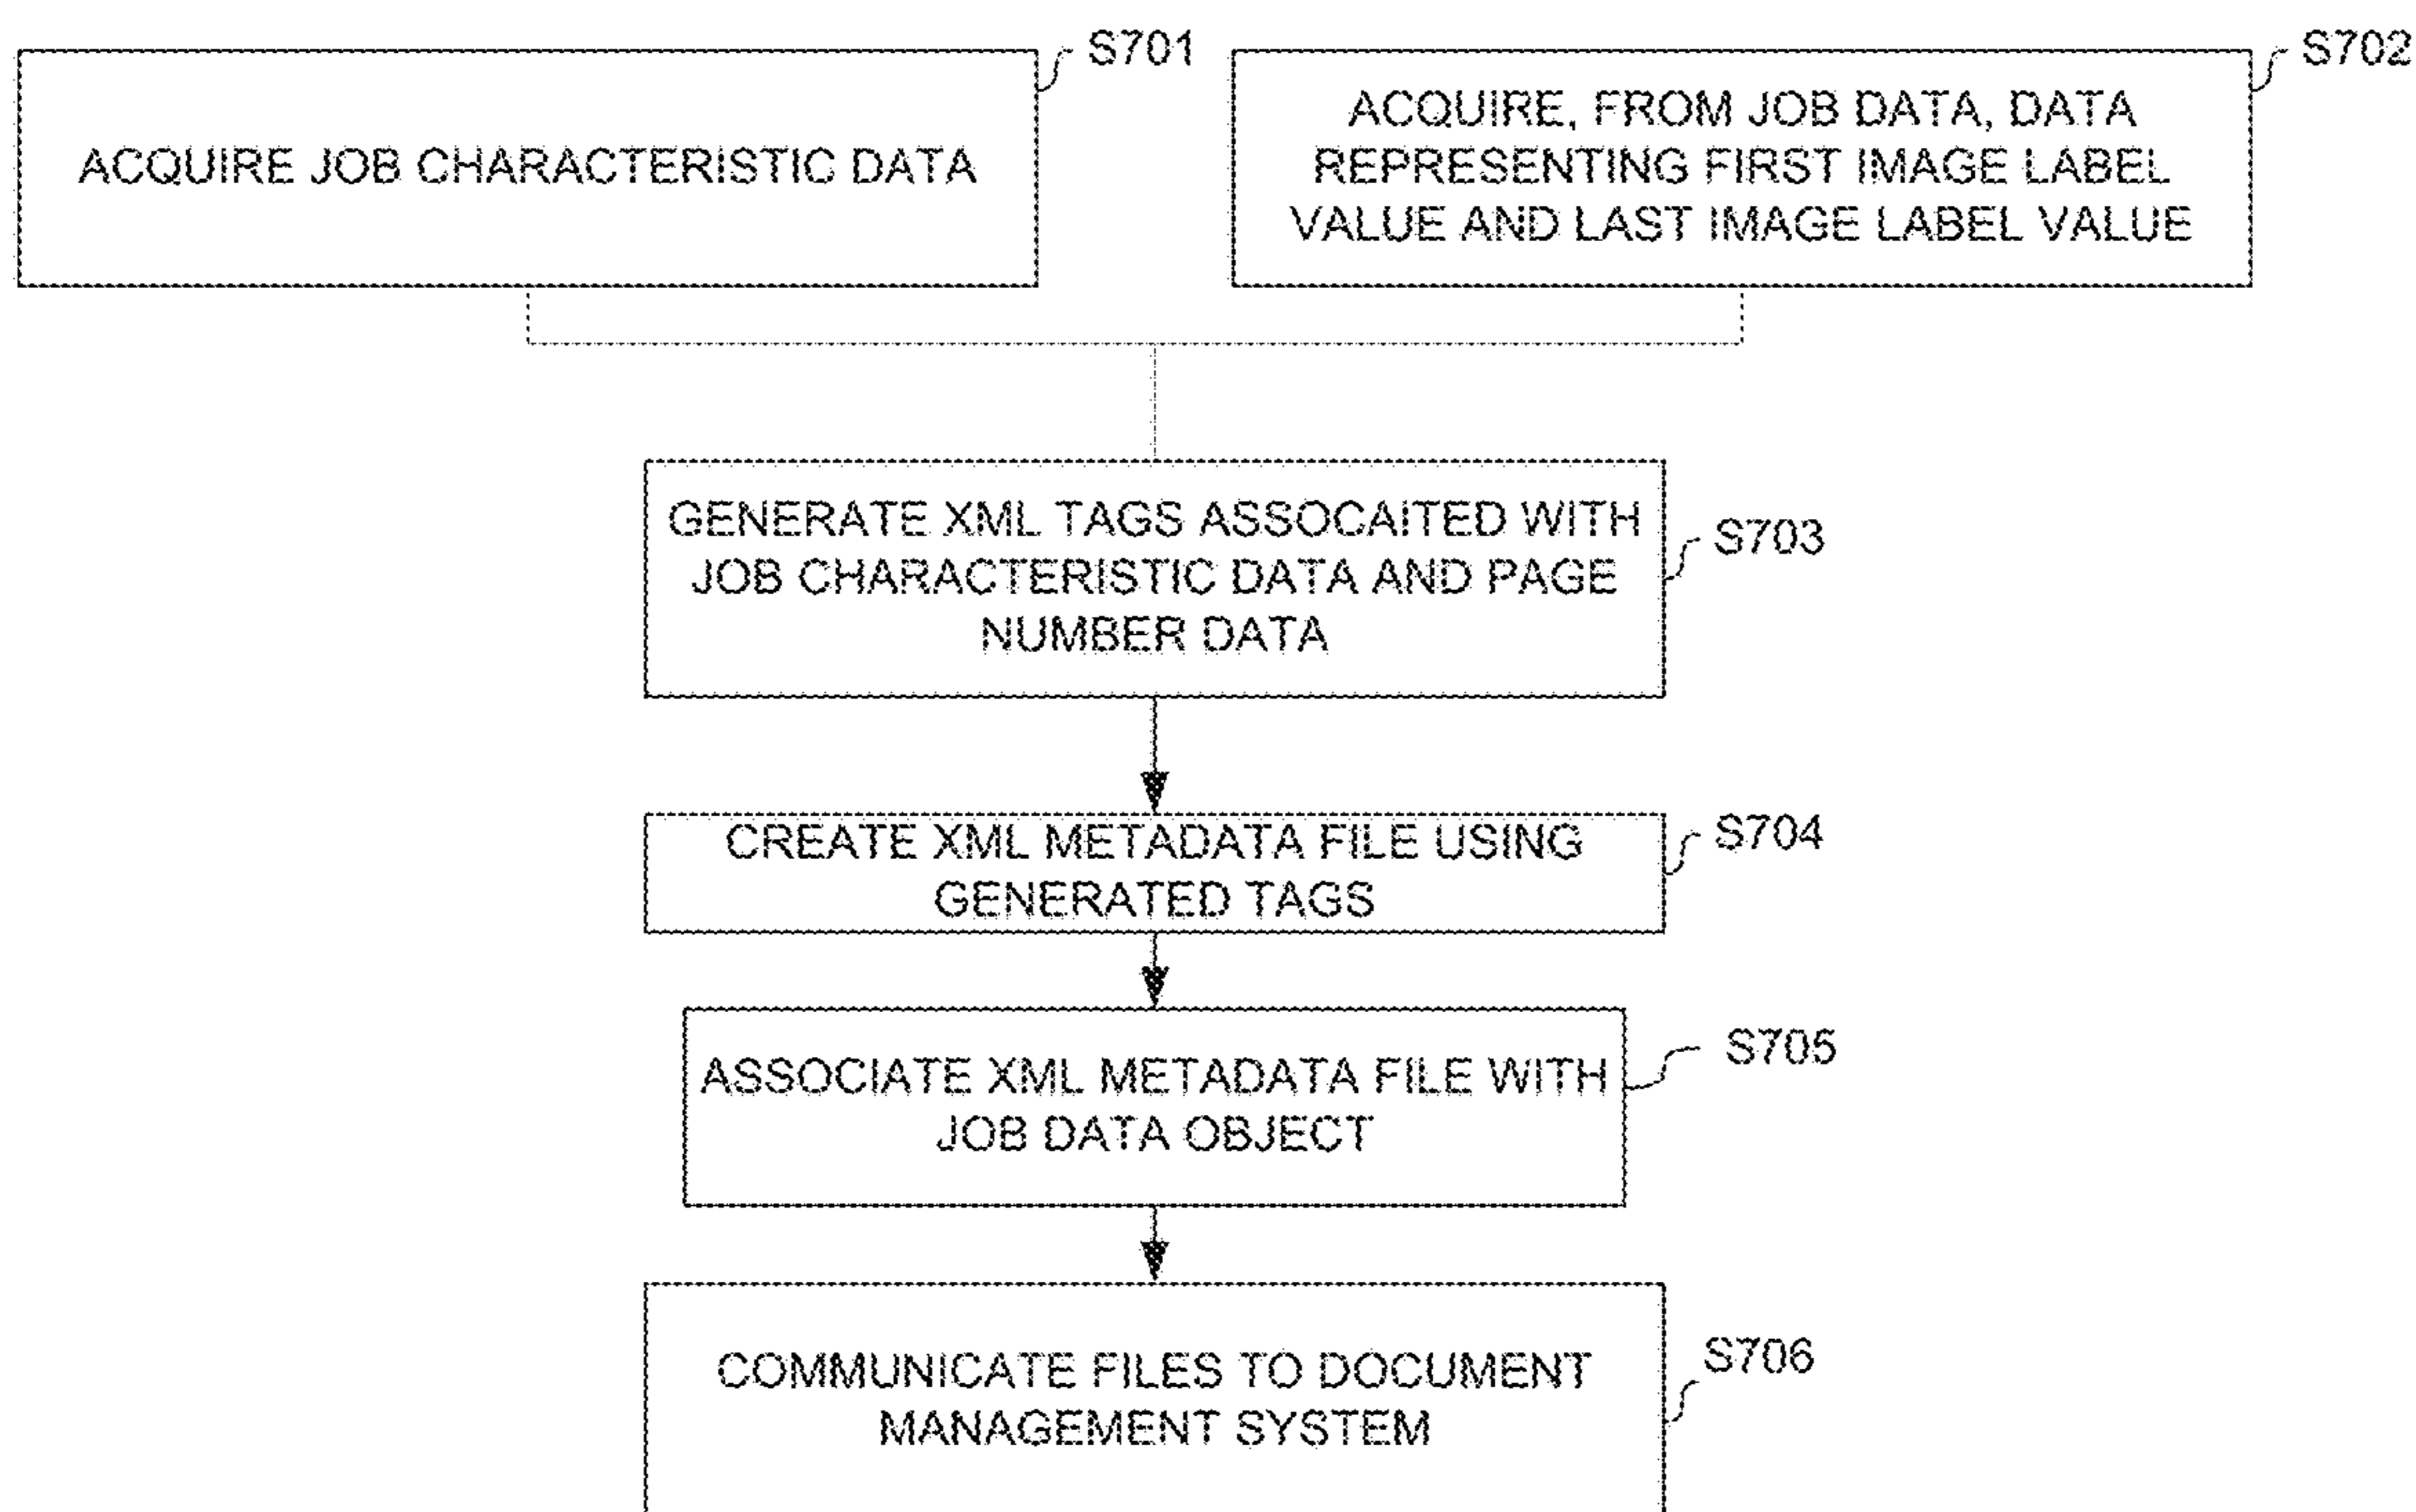 S701
ACQUIRE JOB CHARACTERISTIC DATA
S702
ACQUIRE, FROM JOB DATA, DATA
REPRESENTING FIRST IMAGE LABEL
VALUE AND LAST IMAGE LABEL VALUE
GENERATE XML TAGS ASSOCAITED WITH
JOB CHARACTERISTIC DATA AND PAGE
NUMBER DATA
S703
CREATE XML METADATA FILE USING
GENERATED TAGS
S704
ASSOCIATE XML METADATA FILE WITH
JOB DATA OBJECT
S705
COMMUNICATE FILES TO DOCUMENT
MANAGEMENT SYSTEM
S706